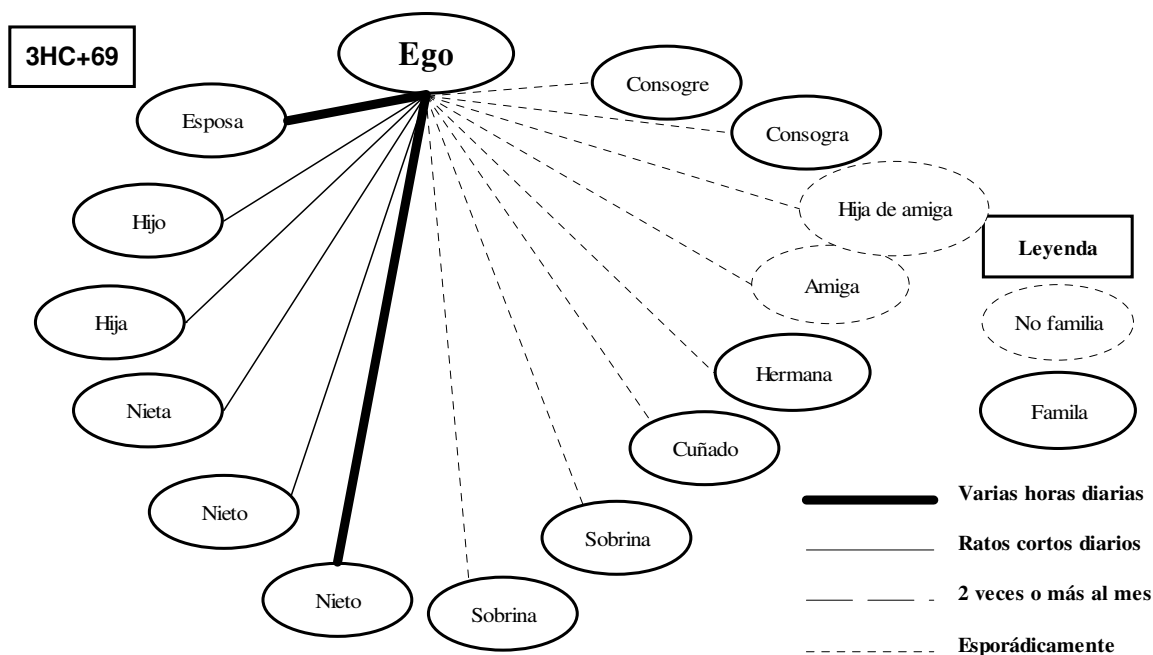 3HC+69
Ego
Consogre
Esposa
Consogra
Hijo
Hija de amiga
Leyenda
Amiga
Hija
No familia
Hermana
Nieta
Famila
Cuñado
Varias horas diarias
Nieto
Sobrina
Ratos cortos diarios
Nieto
Sobrina
2 veces o más al mes
Esporádicamente